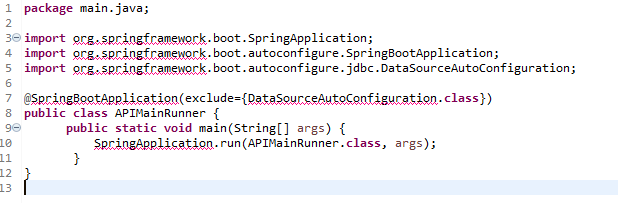 1 package main.java;
2
3 import org.springframework.boot.SpringApplication;
4 import org.springframework.boot.autoconfigure.SpringBootApplication;
5 import org.springframework.boot.autoconfigure.jdbc.DataSourceAutoConfiguration;
6
7 @SpringBootApplication(exclude={DataSourceAutoConfiguration.class})
8 public class APIMainRunner {
9 public static void main(String[] args) {
10 SpringApplication.run(APIMainRunner.class, args);
11 }
12 }
13